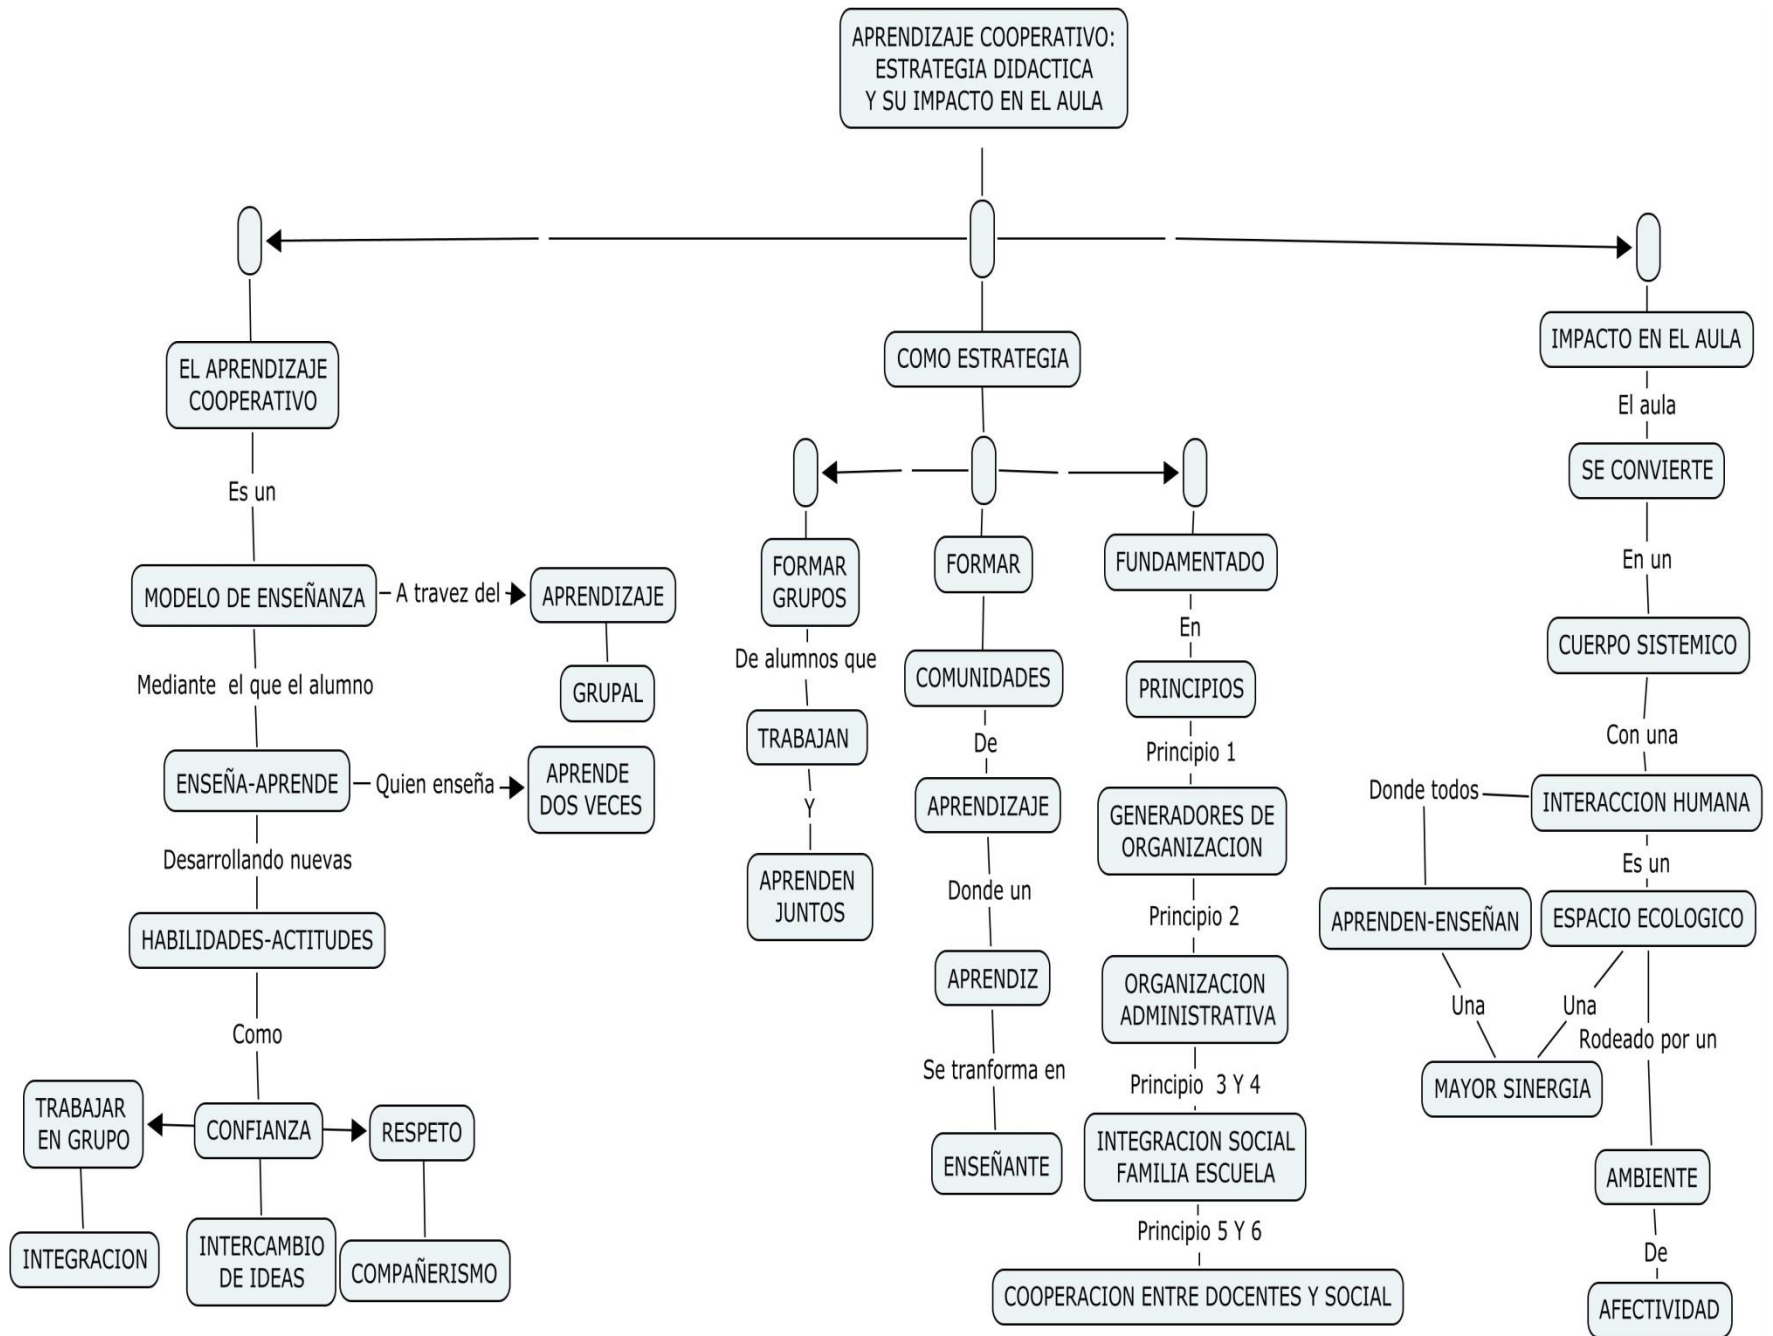 APRENDIZAJE COOPERATIVO:
ESTRATEGIA DIDACTICA
Y SU IMPACTO EN EL AULA
EL APRENDIZAJE
COOPERATIVO
Es un
MODELO DE ENSEÑANZA
A travez del
APRENDIZAJE
GRUPAL
Mediante el que el alumno
ENSEÑA-APRENDE
Quien enseña
APRENDE
DOS VECES
Desarrollando nuevas
HABILIDADES-ACTITUDES
Como
TRABAJAR
EN GRUPO
CONFIANZA
RESPETO
INTEGRACION
INTERCAMBIO
DE IDEAS
COMPAÑERISMO
COMO ESTRATEGIA
FORMAR
GRUPOS
De alumnos que
TRABAJAN
Y
APRENDEN
JUNTOS
FORMAR
COMUNIDADES
De
APRENDIZAJE
Donde un
APRENDIZ
Se tranforma en
ENSEÑANTE
FUNDAMENTADO
En
PRINCIPIOS
Principio 1
GENERADORES DE
ORGANIZACION
Principio 2
ORGANIZACION
ADMINISTRATIVA
Principio 3 Y 4
INTEGRACION SOCIAL
FAMILIA ESCUELA
Principio 5 Y 6
COOPERACION ENTRE DOCENTES Y SOCIAL
IMPACTO EN EL AULA
El aula
SE CONVIERTE
En un
CUERPO SISTEMICO
Con una
INTERACCION HUMANA
Donde todos
APRENDEN-ENSEÑAN
Una
Es un
ESPACIO ECOLOGICO
Una
MAYOR SINERGIA
Rodeado por un
AMBIENTE
De
AFECTIVIDAD